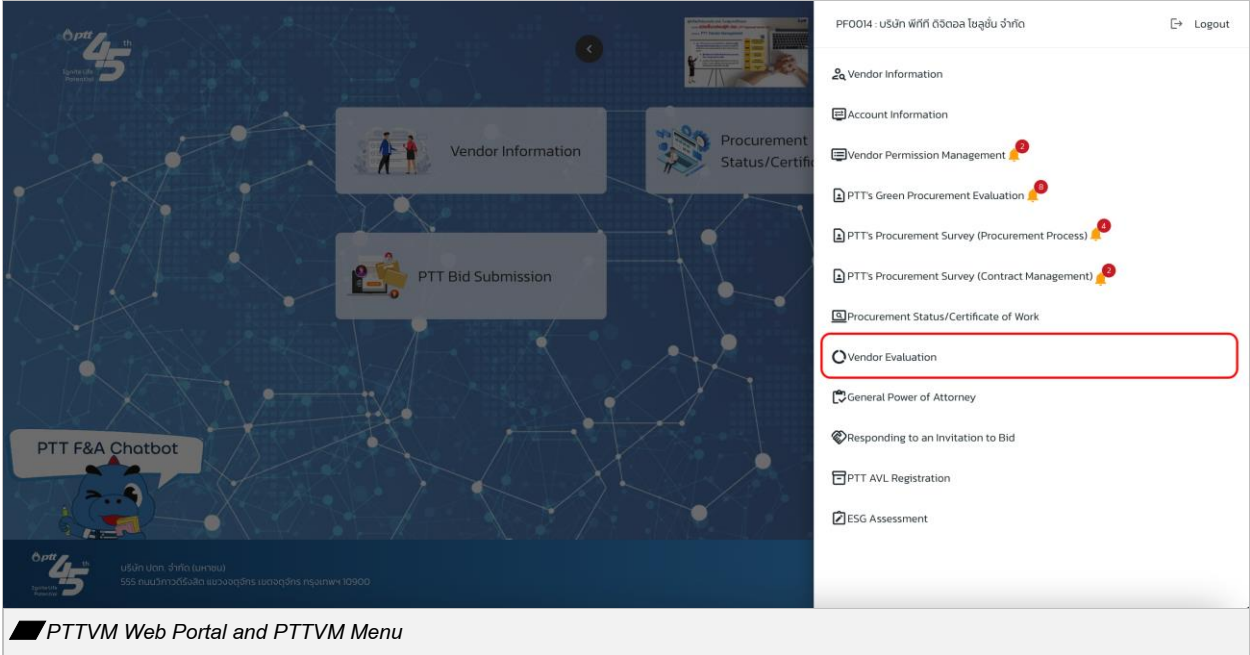 ptt
45 th
Ignite Life
Potential
Vendor Information
Procurement
Status/Certific
PTT Bid Submission
PTT F&A Chatbot
ptt
45 th
บริษัท ปตท. จำกัด (มหาชน)
555 ถนนวิภาวดีรังสิต แขวงจตุจักร เขตจตุจักร กรุงเทพฯ 10900
PF0014 : บริษัท พีทีที ดิจิตอล โซลูชั่น จำกัด
Logout
Vendor Information
Account Information
Vendor Permission Management 2
PTT's Green Procurement Evaluation 8
PTT's Procurement Survey (Procurement Process) 4
PTT's Procurement Survey (Contract Management) 2
Procurement Status/Certificate of Work
Vendor Evaluation
General Power of Attorney
Responding to an Invitation to Bid
PTT AVL Registration
ESG Assessment
PTTVM Web Portal and PTTVM Menu